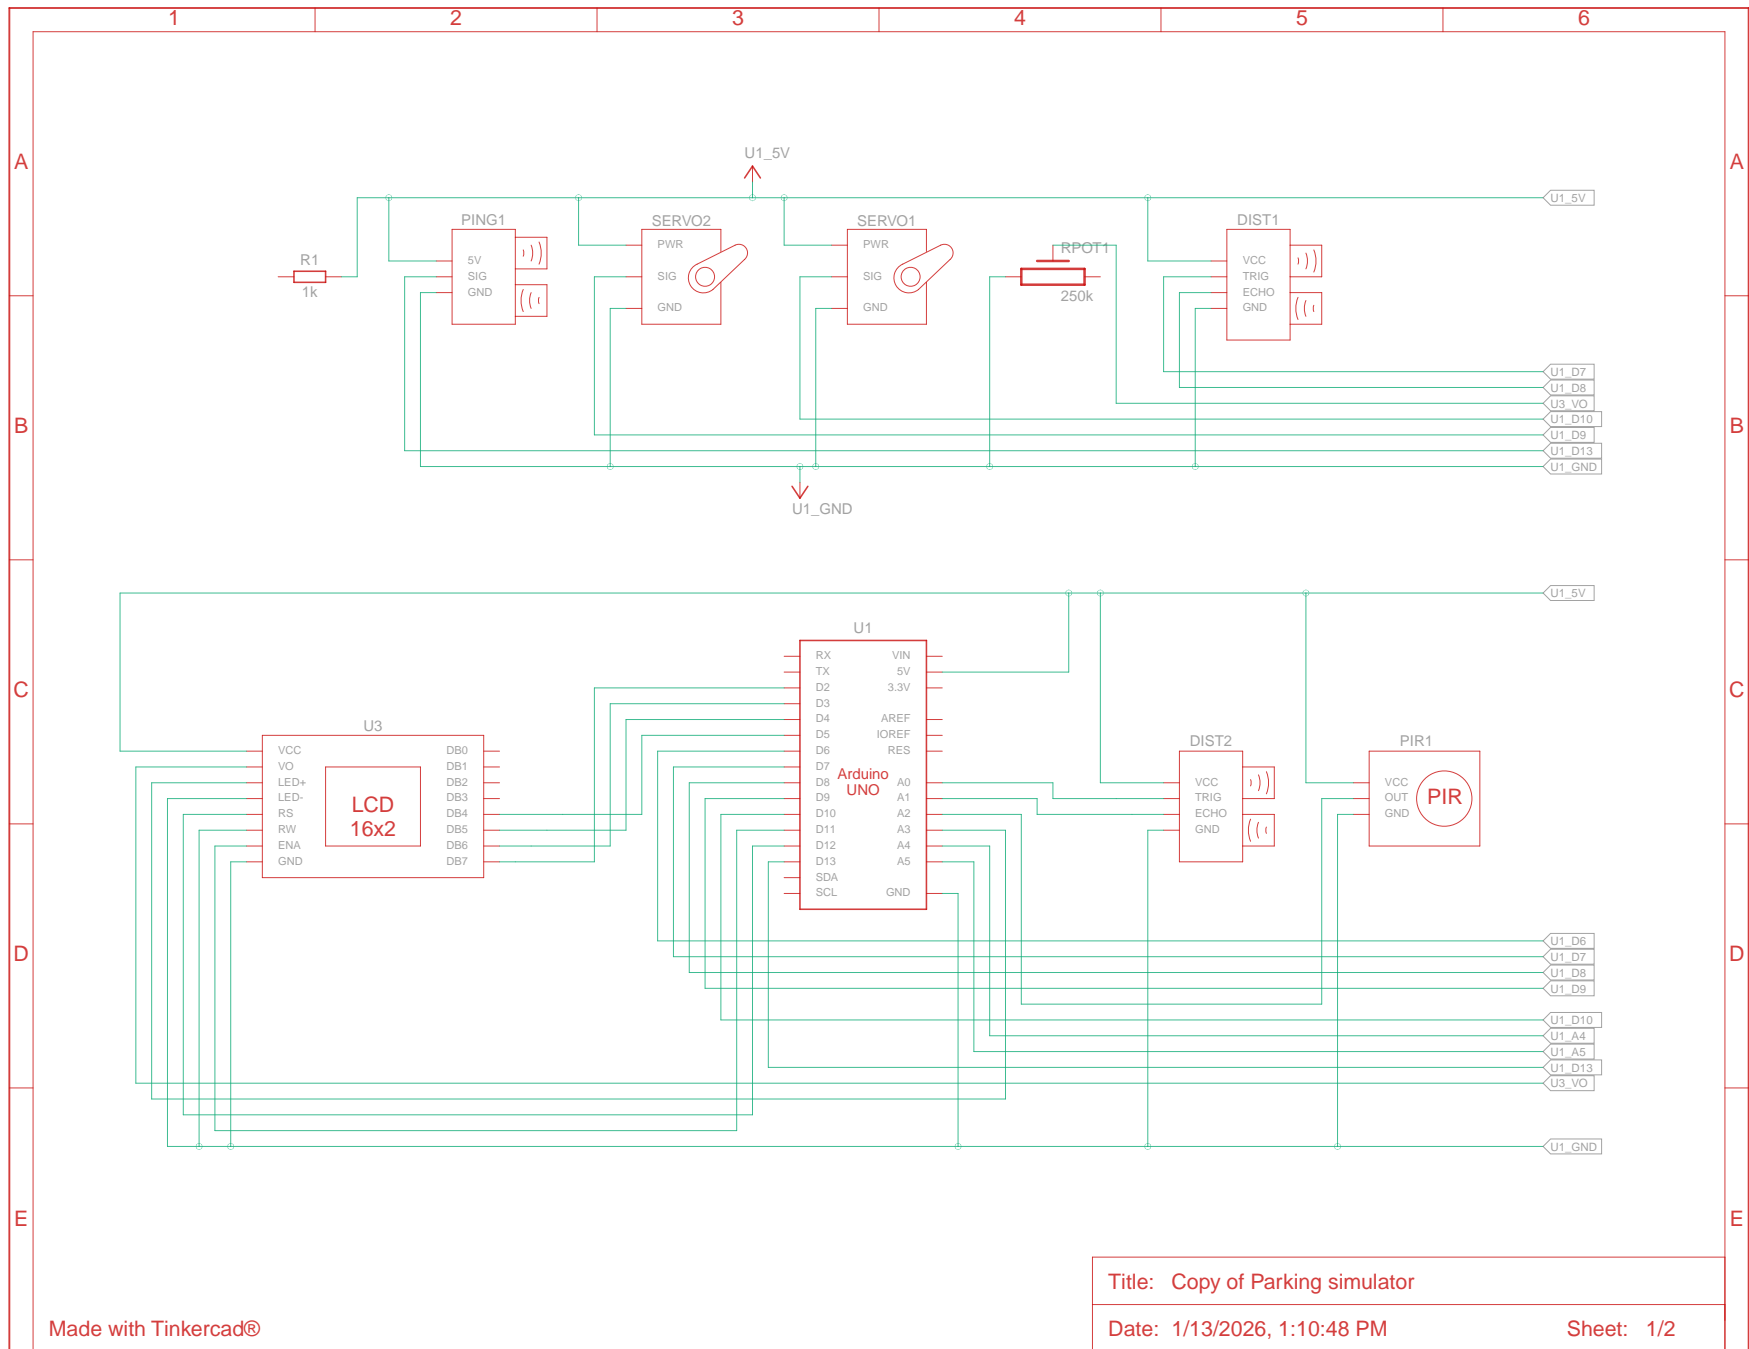 1 2 3 4 5 6
A A
U1_5V
U1_5V
PING1 SERVO2 SERVO1 DIST1
R1
1k
5V
SIG
GND
PWR
SIG
GND
PWR
SIG
GND
RPOT1
250k
VCC
TRIG
ECHO
GND
B B
U1_D7
U1_D8
U3_VO
U1_D10
U1_D9
U1_D13
U1_GND
U1_GND
U1_5V
C C
U1
RX VIN
TX 5V
D2 3.3V
D3
D4 AREF
D5 IOREF
D6 RES
D7
D8 A0
D9 A1
D10 A2
D11 A3
D12 A4
D13 A5
SDA
SCL GND
Arduino
UNO
U3
VCC DB0
VO DB1
LED+ DB2
LED- DB3
RS DB4
RW DB5
ENA DB6
GND DB7
LCD
16x2
DIST2
VCC
TRIG
ECHO
GND
PIR1
VCC
OUT
GND
PIR
D D
U1_D6
U1_D7
U1_D8
U1_D9
U1_D10
U1_A4
U1_A5
U1_D13
U3_VO
U1_GND
E E
Title: Copy of Parking simulator
Made with Tinkercad®
Date: 1/13/2026, 1:10:48 PM Sheet: 1/2